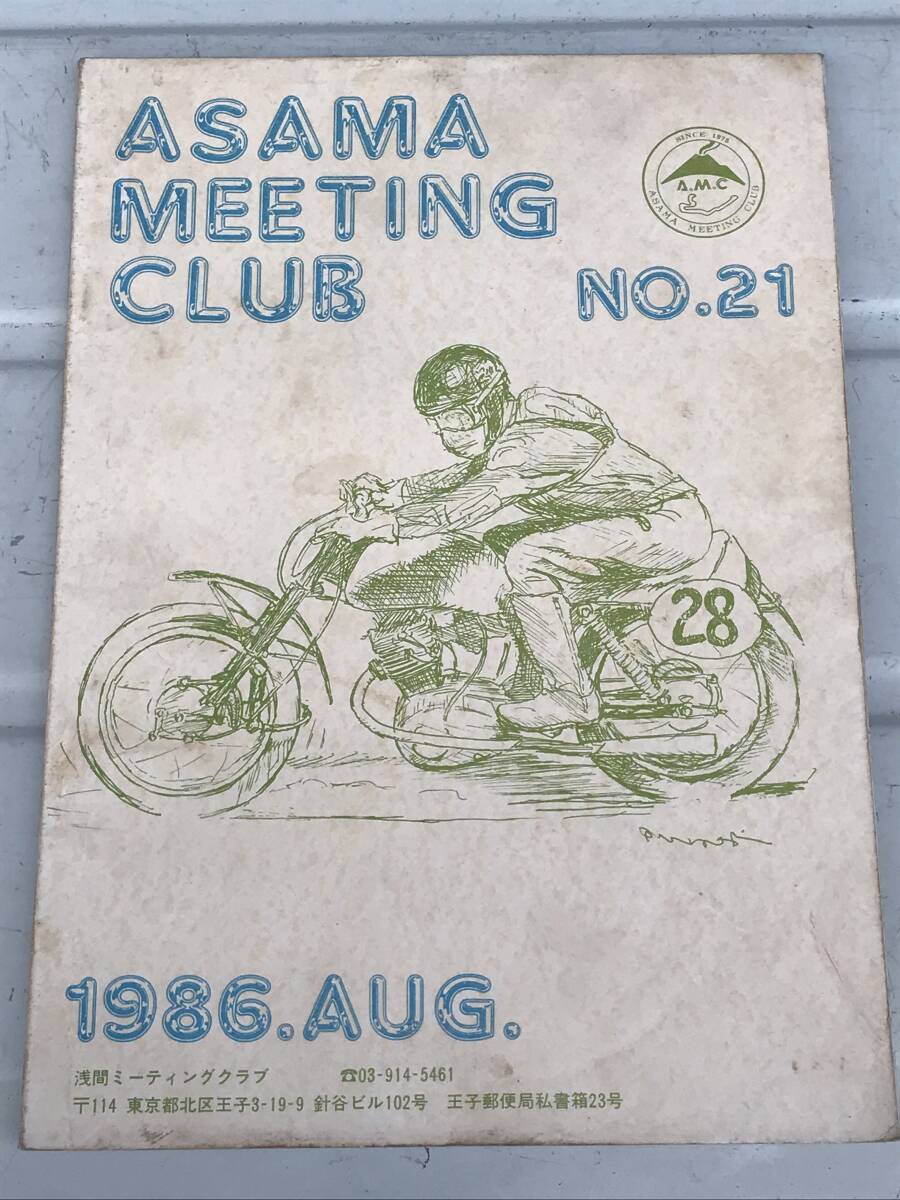 ASAMA
MEETING
CLUB
SINCE 1978
A.M.C
ASAMA MEETING CLUB
NO.21
28
1986.AUG.
浅間ミーティングクラブ ☎03-914-5461
〒114 東京都北区王子3-19-9 針谷ビル102号 王子郵便局私書箱23号